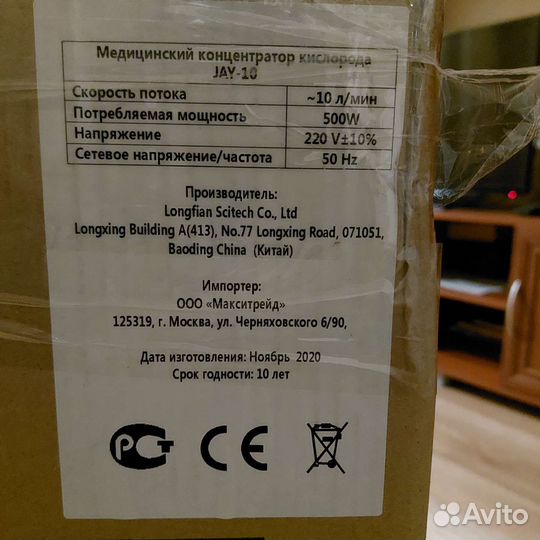 Медицинский концентратор кислорода
JAY-10
Скорость потока ~10 л/мин
Потребляемая мощность 500W
Напряжение 220 V±10%
Сетевое напряжение/частота 50 Hz
Производитель:
Longfian Scitech Co., Ltd
Longxing Building A(413), No.77 Longxing Road, 071051,
Baoding China (Китай)
Импортер:
ООО «Макситрейд»
125319, г. Москва, ул. Черняховского 6/90,
Дата изготовления: Ноябрь 2020
Срок годности: 10 лет
РСТ CE
Avito